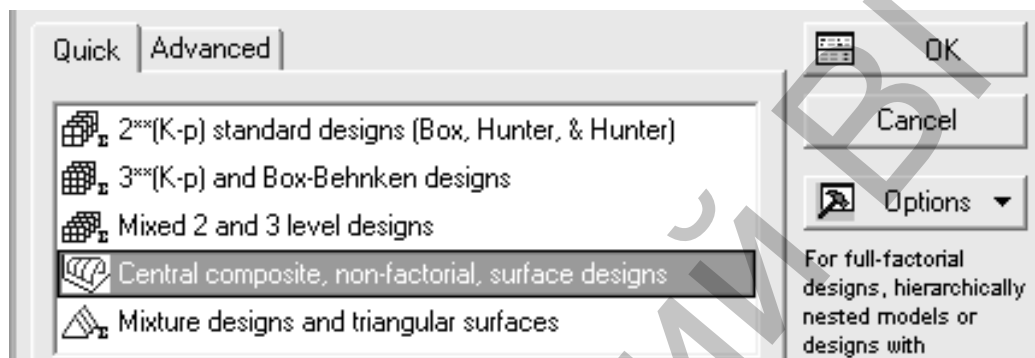 Quick
Advanced
2**(K-p) standard designs (Box, Hunter, & Hunter)
3**(K-p) and Box-Behnken designs
Mixed 2 and 3 level designs
Central composite, non-factorial, surface designs
Mixture designs and triangular surfaces
OK
Cancel
Options
For full-factorial
designs, hierarchically
nested models or
designs with